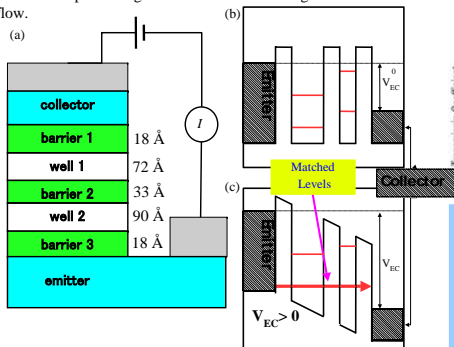 flow.
(a)
I
collector
barrier 1
18 Å
well 1
72 Å
barrier 2
33 Å
well 2
90 Å
barrier 3
18 Å
emitter
(b)
Emitter
V EC 0
Matched
Levels
Collector
(c)
Emitter
V EC
V EC > 0